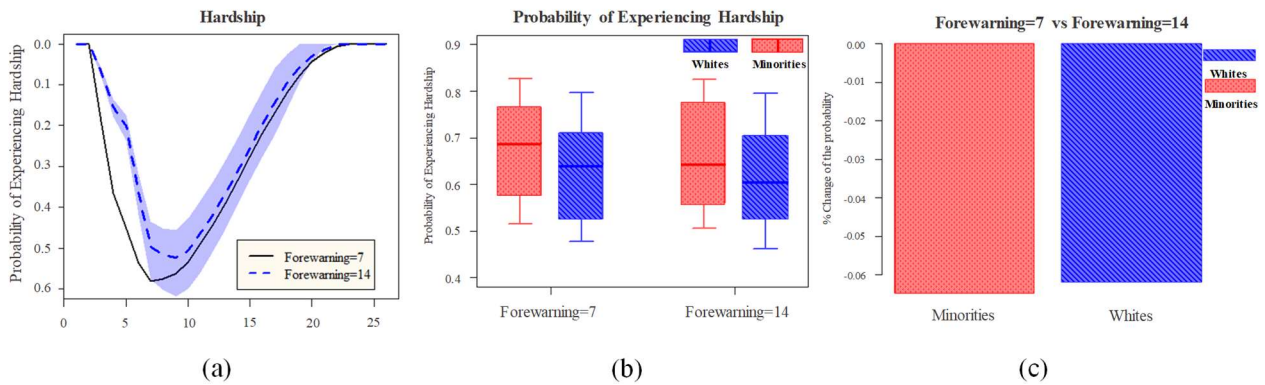 Hardship
Probability of Experiencing Hardship
0.0
0.1
0.2
0.3
0.4
0.5
0.6
0
5
10
15
20
25
Forewarning=7
Forewarning=14
(a)
Probability of Experiencing Hardship
Probability of Experiencing Hardship
0.9
0.8
0.7
0.6
0.5
0.4
Whites
Minorities
Forewarning=7
Forewarning=14
(b)
Forewarning=7 vs Forewarning=14
% Change of the probability
0.00
-0.01
-0.02
-0.03
-0.04
-0.05
-0.06
Whites
Minorities
Minorities
Whites
(c)